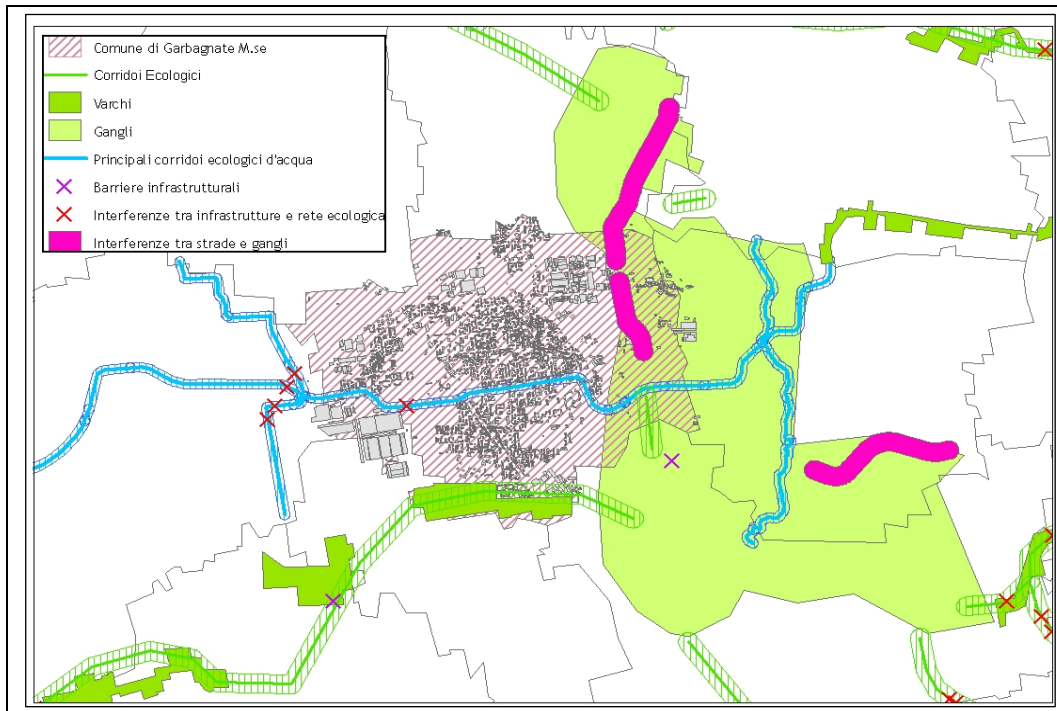 Comune di Garbagnate M.se
Corridoi Ecologici
Varchi
Gangli
Principali corridoi ecologici d'acqua
Barriere infrastrutturali
Interferenze tra infrastrutture e rete ecologica
Interferenze tra strade e gangli